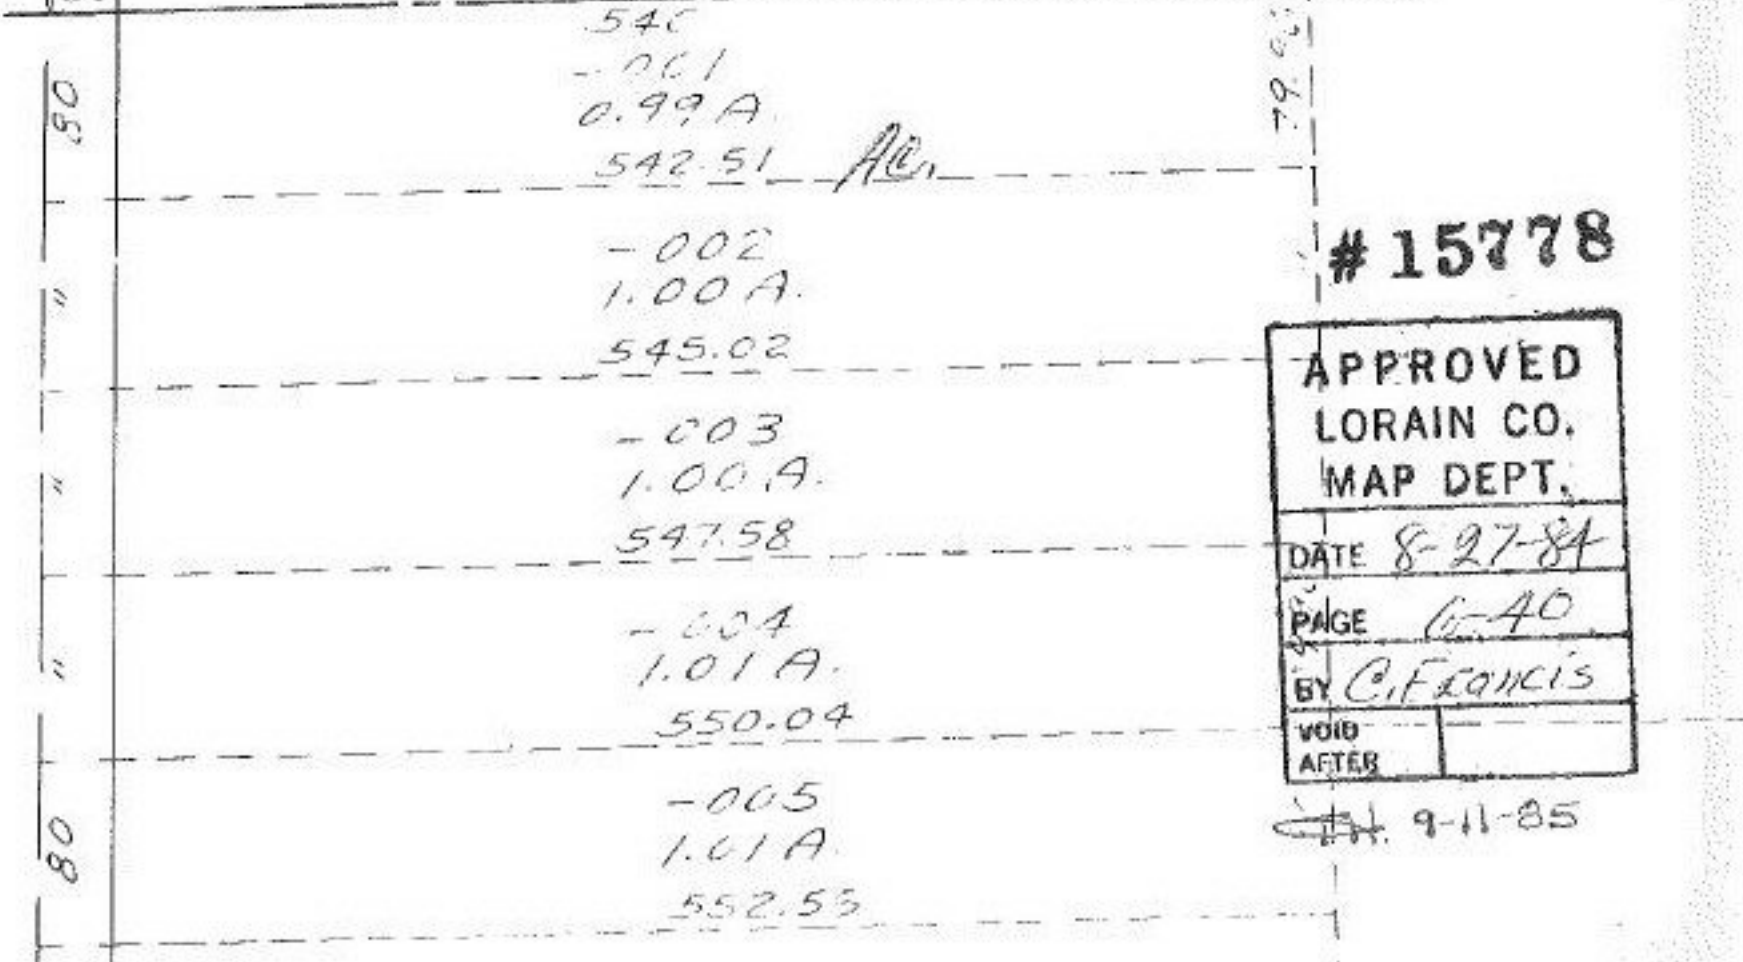 - 001
0.99 A.
542.51 Ac.
80
- 002
1.00 A.
545.02
"
- 003
1.00 A.
547.58
"
- 004
1.01 A.
550.04
"
- 005
1.01 A.
552.53
80
# 15778
APPROVED
LORAIN CO.
MAP DEPT.
DATE 8-27-84
PAGE 6-40
BY C. Francis
VOID
AFTER
9-11-85